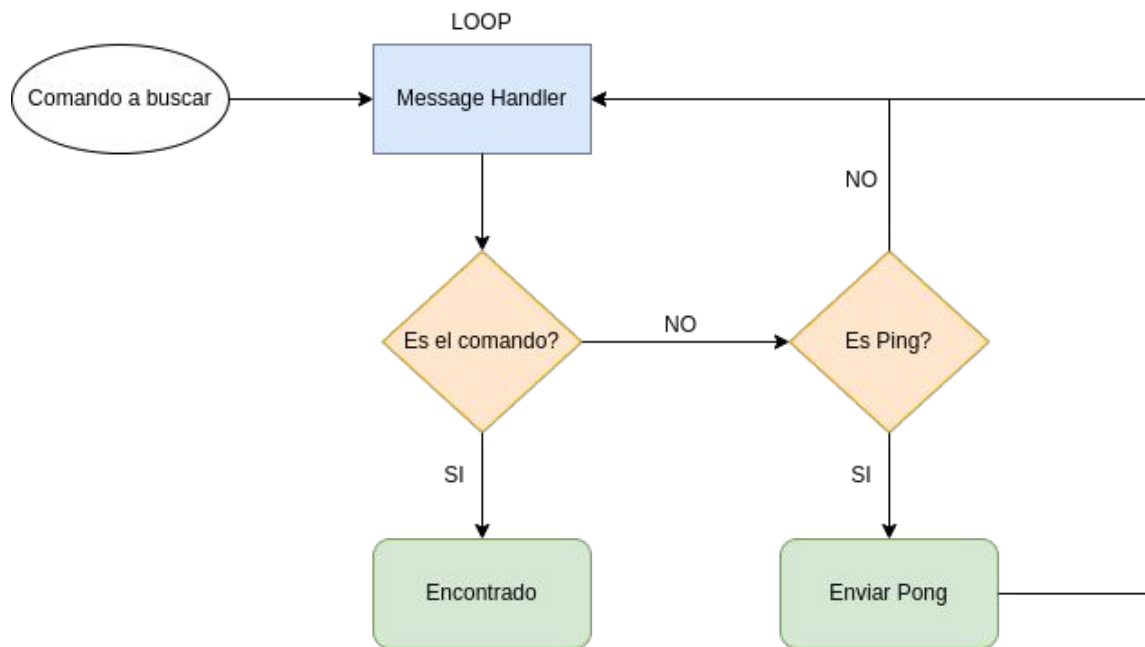 LOOP
Comando a buscar
Message Handler
NO
Es el comando?
NO
Es Ping?
SI
SI
Encontrado
Enviar Pong